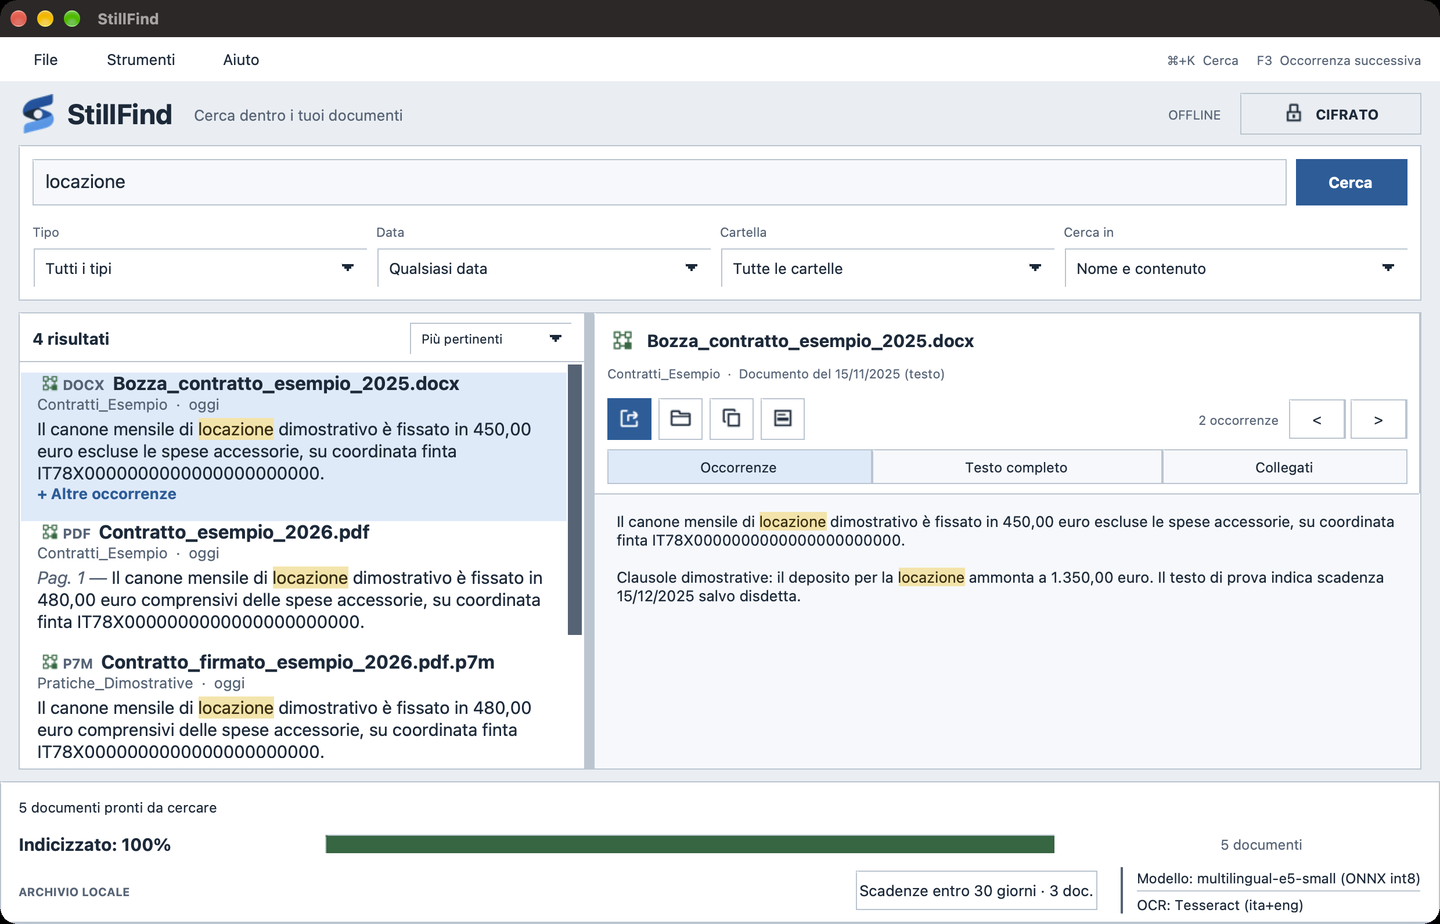 StillFind
File Strumenti Aiuto ⌘+K Cerca F3 Occorrenza successiva
StillFind Cerca dentro i tuoi documenti OFFLINE CIFRATO
locazione Cerca
Tipo Data Cartella Cerca in
Tutti i tipi Qualsiasi data Tutte le cartelle Nome e contenuto
4 risultati Più pertinenti
DOCX Bozza_contratto_esempio_2025.docx
Contratti_Esempio · oggi
Il canone mensile di locazione dimostrativo è fissato in 450,00
euro escluse le spese accessorie, su coordinata finta
IT78X0000000000000000000000.
+ Altre occorrenze
PDF Contratto_esempio_2026.pdf
Contratti_Esempio · oggi
Pag. 1 — Il canone mensile di locazione dimostrativo è fissato in
480,00 euro comprensivi delle spese accessorie, su coordinata
finta IT78X0000000000000000000000.
P7M Contratto_firmato_esempio_2026.pdf.p7m
Pratiche_Dimostrative · oggi
Il canone mensile di locazione dimostrativo è fissato in 480,00
euro comprensivi delle spese accessorie, su coordinata finta
IT78X0000000000000000000000.
Bozza_contratto_esempio_2025.docx
Contratti_Esempio · Documento del 15/11/2025 (testo)
2 occorrenze < >
Occorrenze Testo completo Collegati
Il canone mensile di locazione dimostrativo è fissato in 450,00 euro escluse le spese accessorie, su coordinata
finta IT78X0000000000000000000000.
Clausole dimostrative: il deposito per la locazione ammonta a 1.350,00 euro. Il testo di prova indica scadenza
15/12/2025 salvo disdetta.
5 documenti pronti da cercare
Indicizzato: 100% 5 documenti
ARCHIVIO LOCALE Scadenze entro 30 giorni · 3 doc.
Modello: multilingual-e5-small (ONNX int8)
OCR: Tesseract (ita+eng)